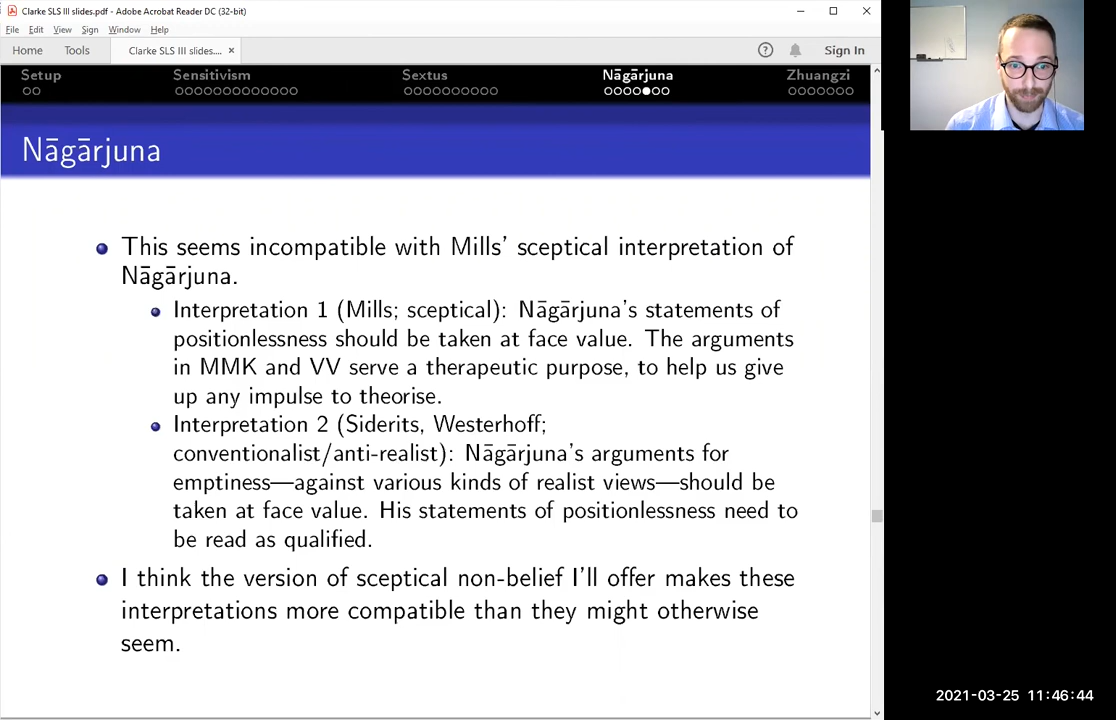 Clarke SLS III slides.pdf - Adobe Acrobat Reader DC (32-bit)
File Edit View Sign Window Help
Home Tools Clarke SLS III slides.... × Sign In
Setup Sensitivism Sextus Nāgārjuna Zhuangzi
Nāgārjuna
This seems incompatible with Mills' sceptical interpretation of
Nāgārjuna.
Interpretation 1 (Mills; sceptical): Nāgārjuna's statements of
positionlessness should be taken at face value. The arguments
in MMK and VV serve a therapeutic purpose, to help us give
up any impulse to theorise.
Interpretation 2 (Siderits, Westerhoff;
conventionalist/anti-realist): Nāgārjuna's arguments for
emptiness—against various kinds of realist views—should be
taken at face value. His statements of positionlessness need to
be read as qualified.
I think the version of sceptical non-belief I'll offer makes these
interpretations more compatible than they might otherwise
seem.
2021-03-25 11:46:44